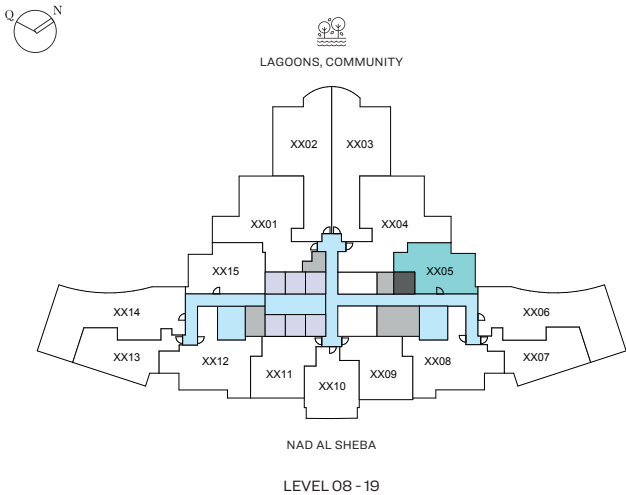 Q N
LAGOONS, COMMUNITY
XX02 XX03
XX01 XX04
XX15 XX05
XX14 XX06
XX13 XX12 XX11 XX10 XX09 XX08 XX07
NAD AL SHEBA
LEVEL 08 - 19